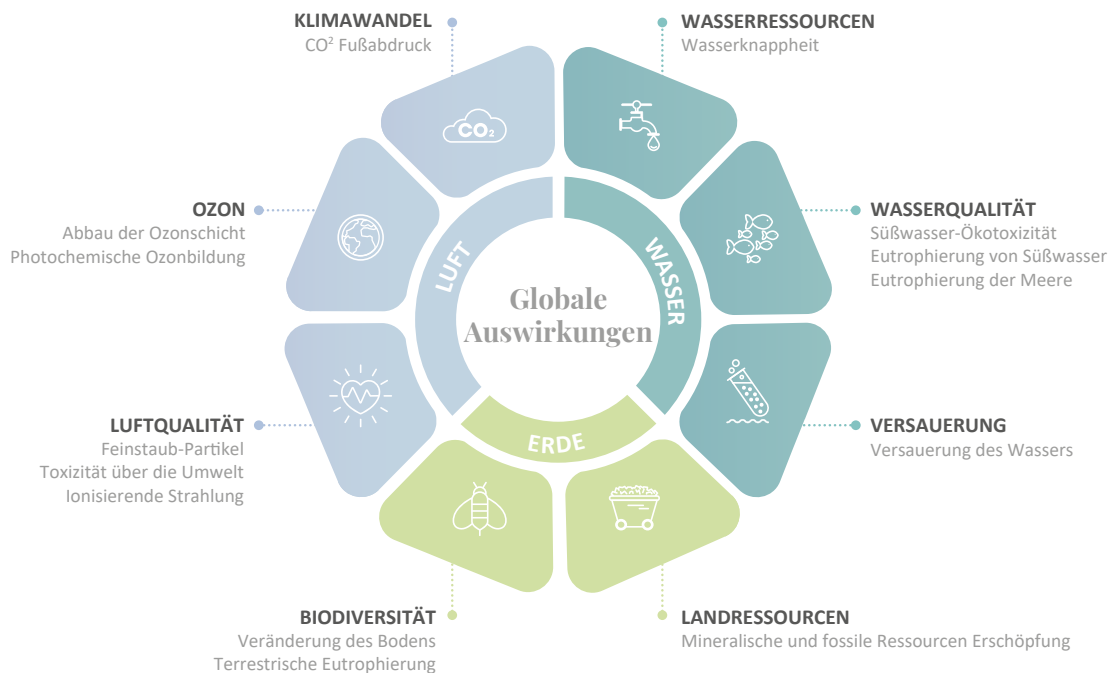 KLIMAWANDEL
CO² Fußabdruck
WASSERRESSOURCEN
Wasserknappheit
CO₂
OZON
Abbau der Ozonschicht
Photochemische Ozonbildung
WASSERQUALITÄT
Süßwasser-Ökotoxizität
Eutrophierung von Süßwasser
Eutrophierung der Meere
LUFT
WASSER
Globale
Auswirkungen
ERDE
LUFTQUALITÄT
Feinstaub-Partikel
Toxizität über die Umwelt
Ionisierende Strahlung
VERSAUERUNG
Versauerung des Wassers
BIODIVERSITÄT
Veränderung des Bodens
Terrestrische Eutrophierung
LANDRESSOURCEN
Mineralische und fossile Ressourcen Erschöpfung